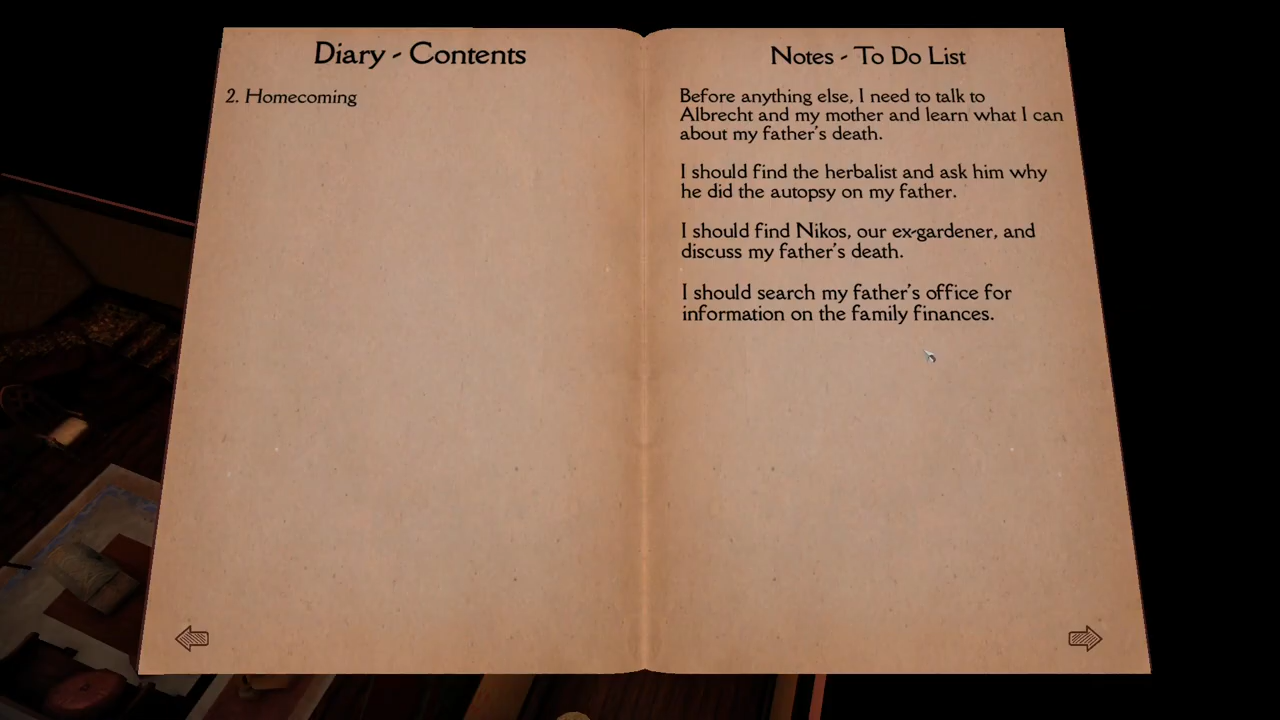 Diary - Contents
2. Homecoming
Notes - To Do List
Before anything else, I need to talk to
Albrecht and my mother and learn what I can
about my father's death.
I should find the herbalist and ask him why
he did the autopsy on my father.
I should find Nikos, our ex-gardener, and
discuss my father's death.
I should search my father's office for
information on the family finances.